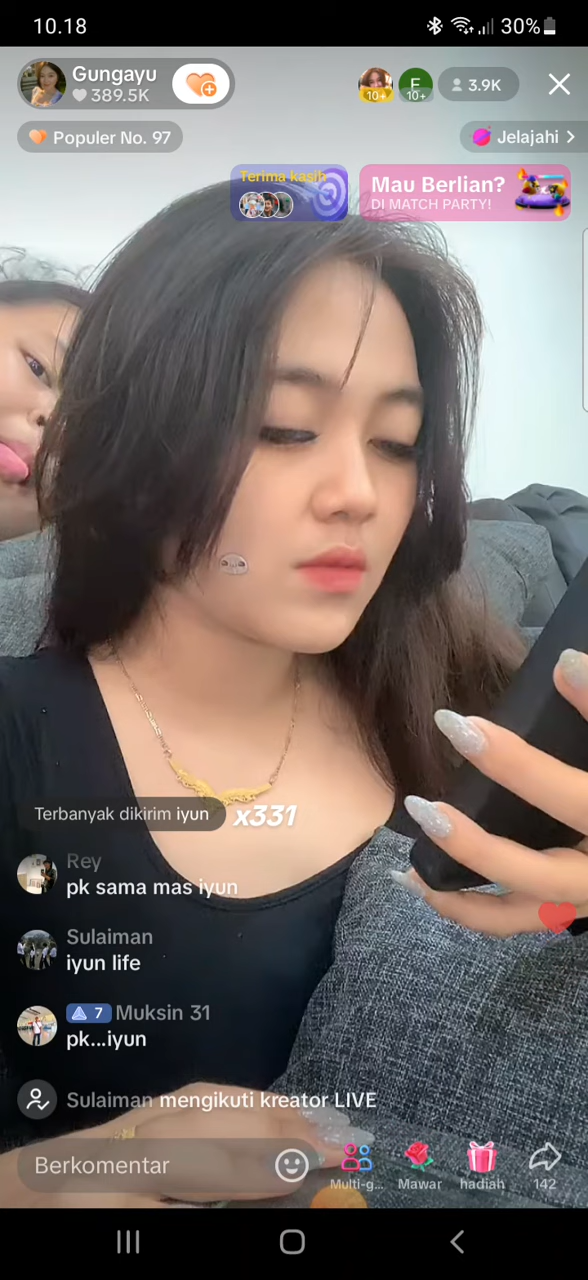 10.18
30%
Gungayu
389.5K
E
10+
10+
3.9K
Populer No. 97
Jelajahi
Terima kasih
Mau Berlian?
DI MATCH PARTY!
Terbanyak dikirim iyun
x331
Rey
pk sama mas iyun
Sulaiman
iyun life
7 Muksin 31
pk...iyun
Sulaiman mengikuti kreator LIVE
Berkomentar
Multi-g...
Mawar
hadiah
142